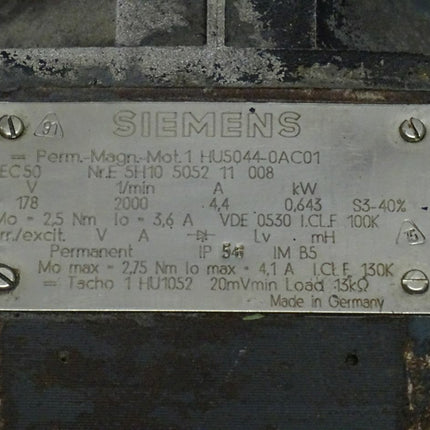 91 SIEMENS
= Perm.-Magn.-Mot.1 HU5044-0AC01
EC50 Nr.E 5H10 5052 11 008
V 1/min A kW
178 2000 4,4 0,643 S3-40%
Mo = 2,5 Nm Io = 3,6 A VDE 0530 I.CL.F 100K
rr./excit. V A Lv mH
Permanent IP IM B5 15
Mo max = 2,75 Nm Io max = 4,1 A I.CL.F 130K
= Tacho 1 HU1052 20mVmin Load 13kΩ
Made in Germany